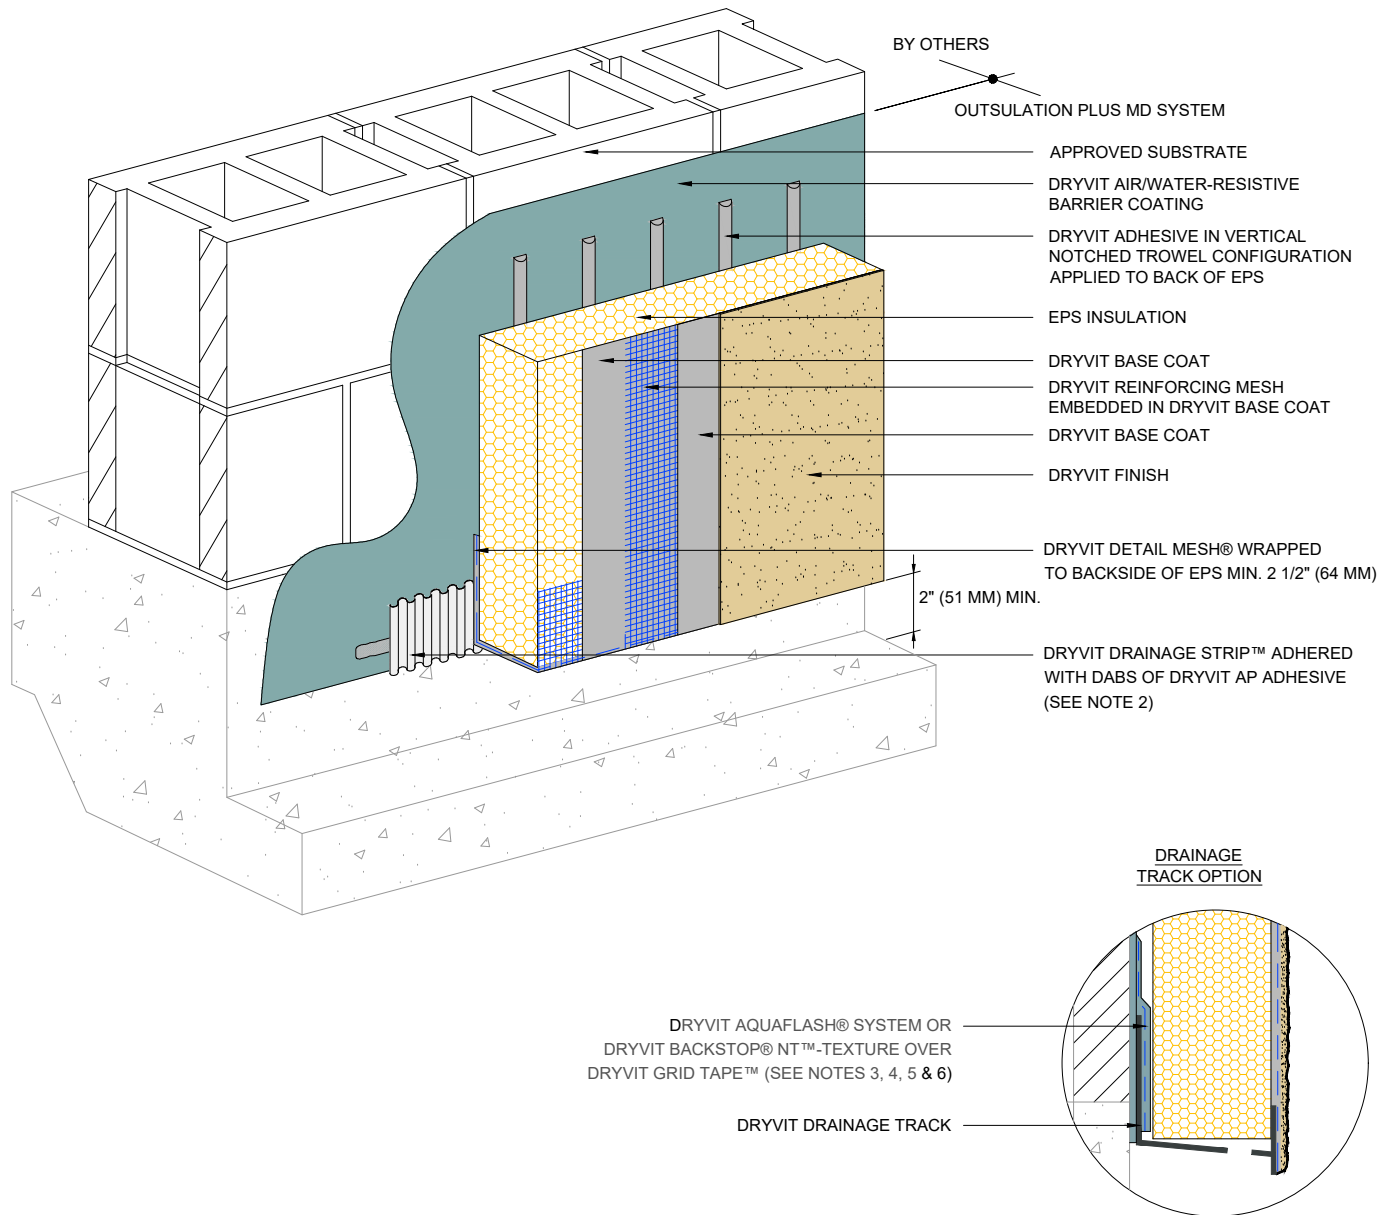 BY OTHERS
OUTSULATION PLUS MD SYSTEM
APPROVED SUBSTRATE
DRYVIT AIR/WATER-RESISTIVE
BARRIER COATING
DRYVIT ADHESIVE IN VERTICAL
NOTCHED TROWEL CONFIGURATION
APPLIED TO BACK OF EPS
EPS INSULATION
DRYVIT BASE COAT
DRYVIT REINFORCING MESH
EMBEDDED IN DRYVIT BASE COAT
DRYVIT BASE COAT
DRYVIT FINISH
DRYVIT DETAIL MESH® WRAPPED
TO BACKSIDE OF EPS MIN. 2 1/2" (64 MM)
2" (51 MM) MIN.
DRYVIT DRAINAGE STRIP™ ADHERED
WITH DABS OF DRYVIT AP ADHESIVE
(SEE NOTE 2)
DRAINAGE
TRACK OPTION
DRYVIT AQUAFLASH® SYSTEM OR
DRYVIT BACKSTOP® NT™-TEXTURE OVER
DRYVIT GRID TAPE™ (SEE NOTES 3, 4, 5 & 6)
DRYVIT DRAINAGE TRACK